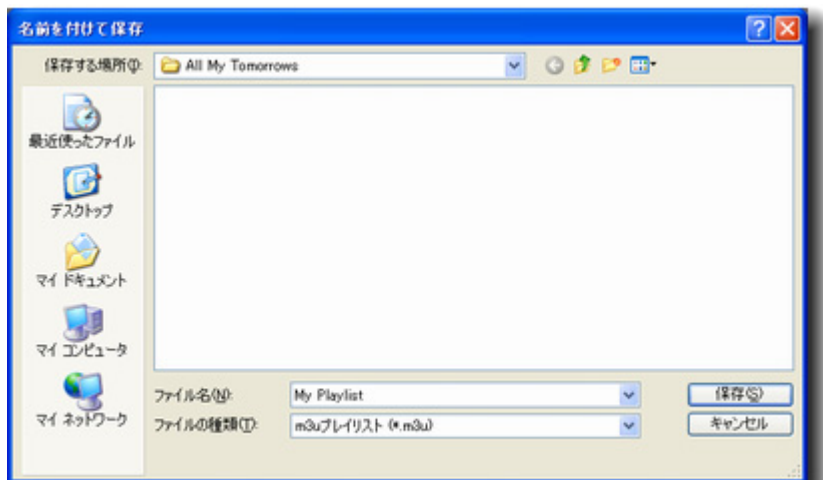 名前を付けて保存
保存する場所(I):
All My Tomorrows
最近使ったファイル
デスクトップ
マイ ドキュメント
マイ コンピュータ
マイ ネットワーク
ファイル名(N): My Playlist 保存(S)
ファイルの種類(T): m3uプレイリスト (*.m3u) キャンセル